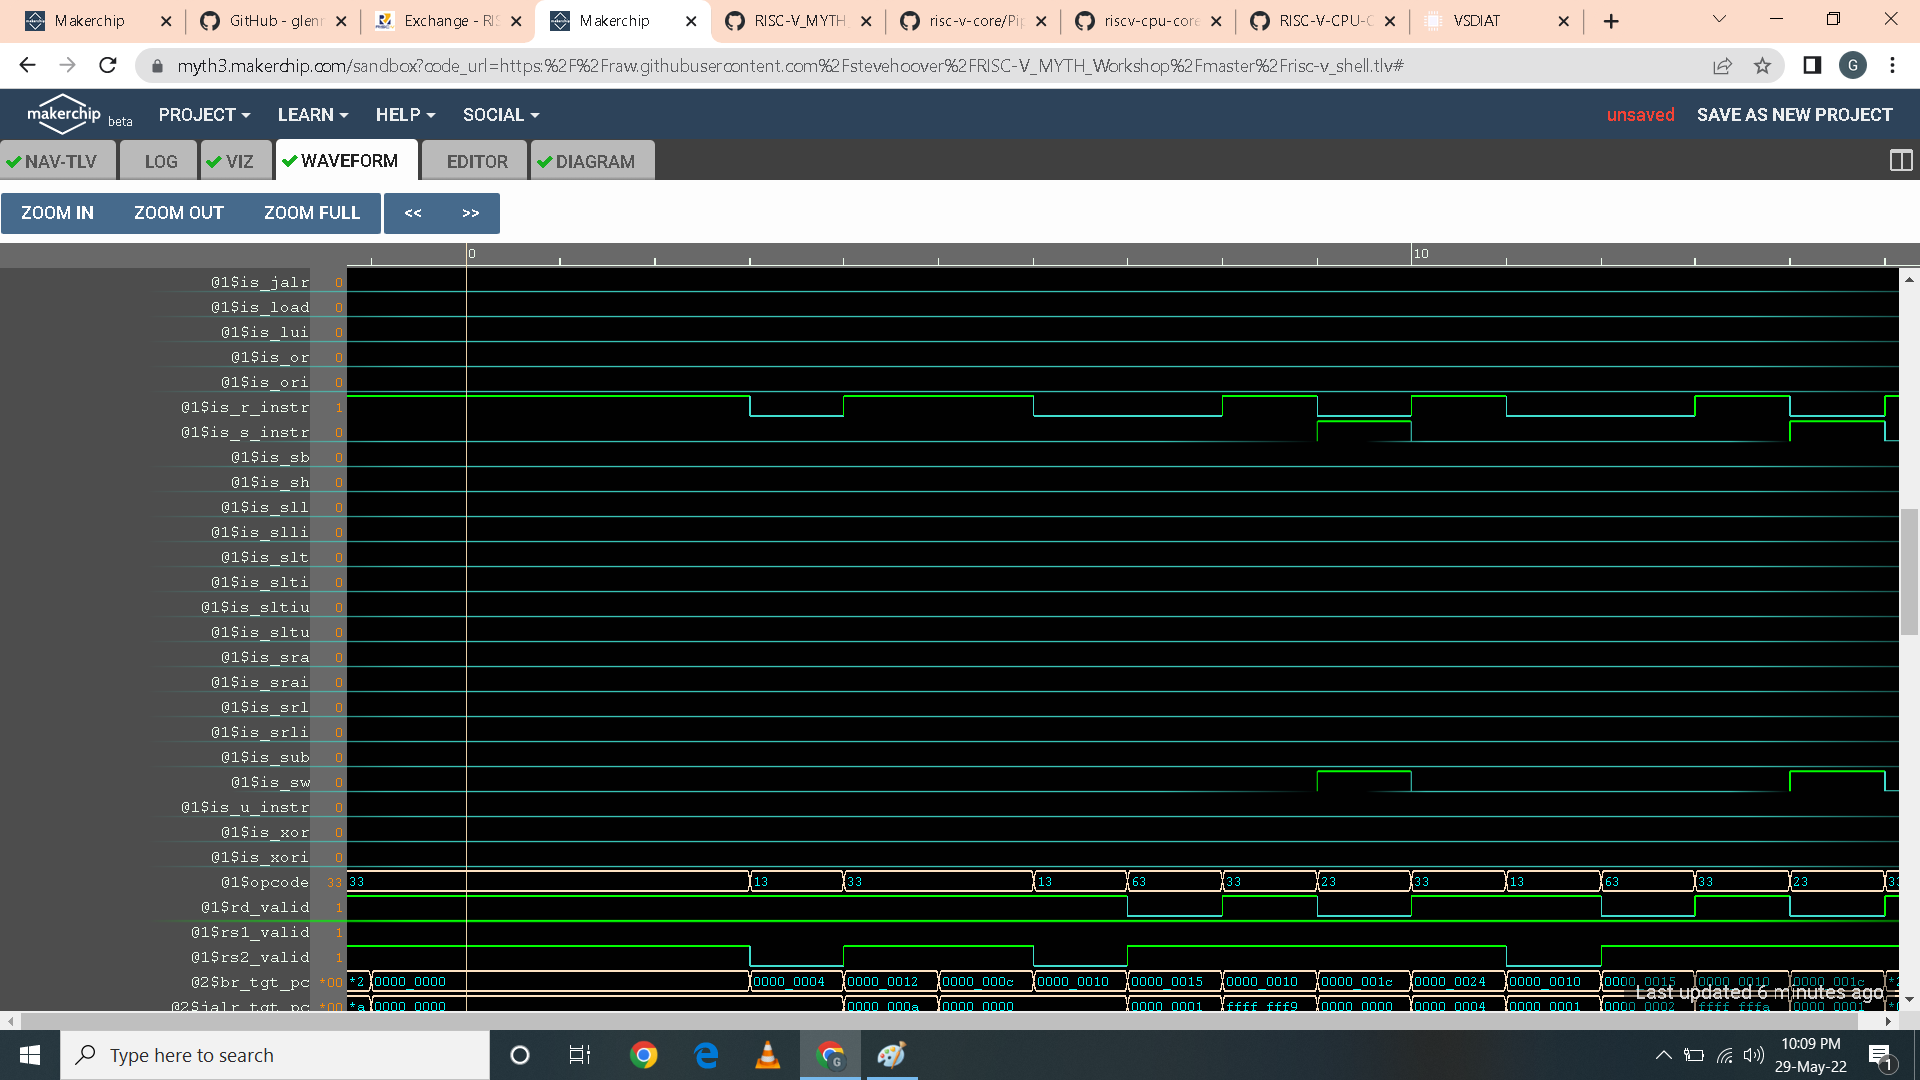 Makerchip
GitHub - glenn
Exchange - RIS
Makerchip
RISC-V_MYTH_
risc-v-core/Pip
riscv-cpu-core
RISC-V-CPU-C
VSDIAT
myth3.makerchip.com/sandbox?code_url=https:%2F%2Fraw.githubusercontent.com%2Fstevehoover%2FRISC-V_MYTH_Workshop%2Fmaster%2Frisc-v_shell.tlv#
G
makerchip beta PROJECT LEARN HELP SOCIAL unsaved SAVE AS NEW PROJECT
NAV-TLV LOG VIZ WAVEFORM EDITOR DIAGRAM
ZOOM IN ZOOM OUT ZOOM FULL << >>
0 10
@1$is_jalr 0
@1$is_load 0
@1$is_lui 0
@1$is_or 0
@1$is_ori 0
@1$is_r_instr 1
@1$is_s_instr 0
@1$is_sb 0
@1$is_sh 0
@1$is_sll 0
@1$is_slli 0
@1$is_slt 0
@1$is_slti 0
@1$is_sltiu 0
@1$is_sltu 0
@1$is_sra 0
@1$is_srai 0
@1$is_srl 0
@1$is_srli 0
@1$is_sub 0
@1$is_sw 0
@1$is_u_instr 0
@1$is_xor 0
@1$is_xori 0
@1$opcode 33 33 13 33 13 63 33 23 33 13 63 33 23
@1$rd_valid 1
@1$rs1_valid 1
@1$rs2_valid 1
@2$br_tgt_pc *00 *2 0000_0000 0000_0004 0000_0012 0000_000c 0000_0010 0000_0015 0000_0010 0000_001c 0000_0024 0000_0010 0000_0015 0000_0010 0000_001c
@2$jalr_tgt_pc *00 *a 0000_0000 0000_000a 0000_0000 0000_0001 ffff_fff9 0000_0000 0000_0004 0000_0001 0000_0002 ffff_fffa 0000_0001
Last updated 6 minutes ago
Type here to search
G
10:09 PM
29-May-22
1